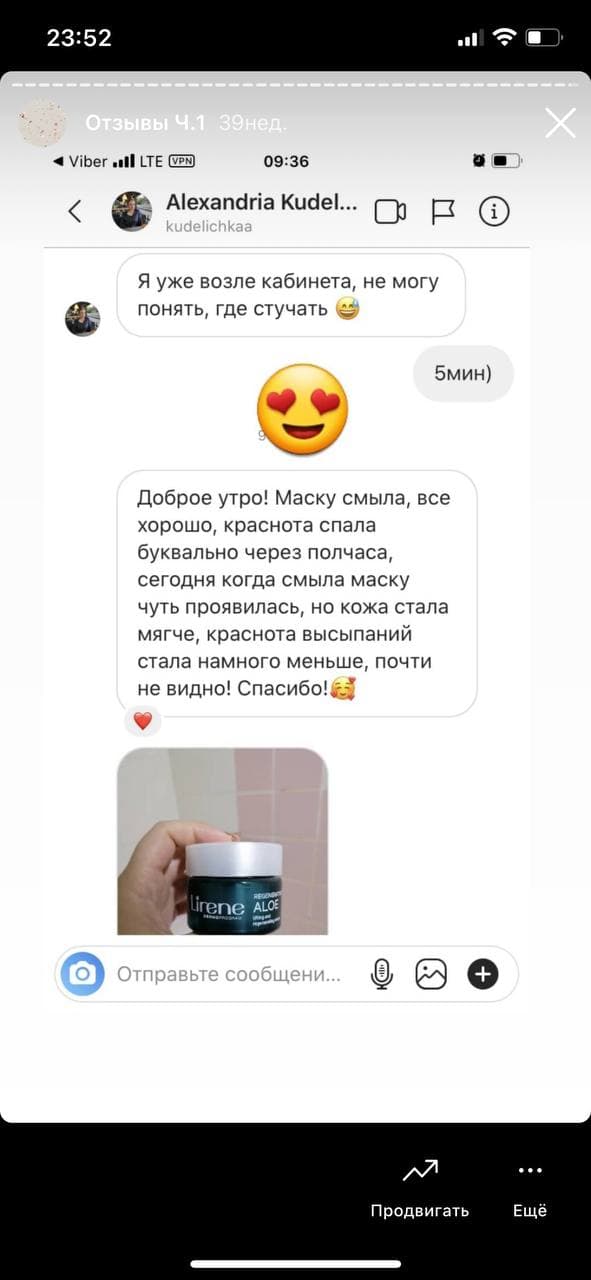 23:52
Отзывы Ч.1 39нед.
Viber LTE VPN 09:36
Alexandria Kudel...
kudelichkaa
Я уже возле кабинета, не могу
понять, где стучать 😅
5мин)
9
Доброе утро! Маску смыла, все
хорошо, краснота спала
буквально через полчаса,
сегодня когда смыла маску
чуть проявилась, но кожа стала
мягче, краснота высыпаний
стала намного меньше, почти
не видно! Спасибо!🥰
Lirene
ALOE
Отправьте сообщени...
Продвигать Ещё